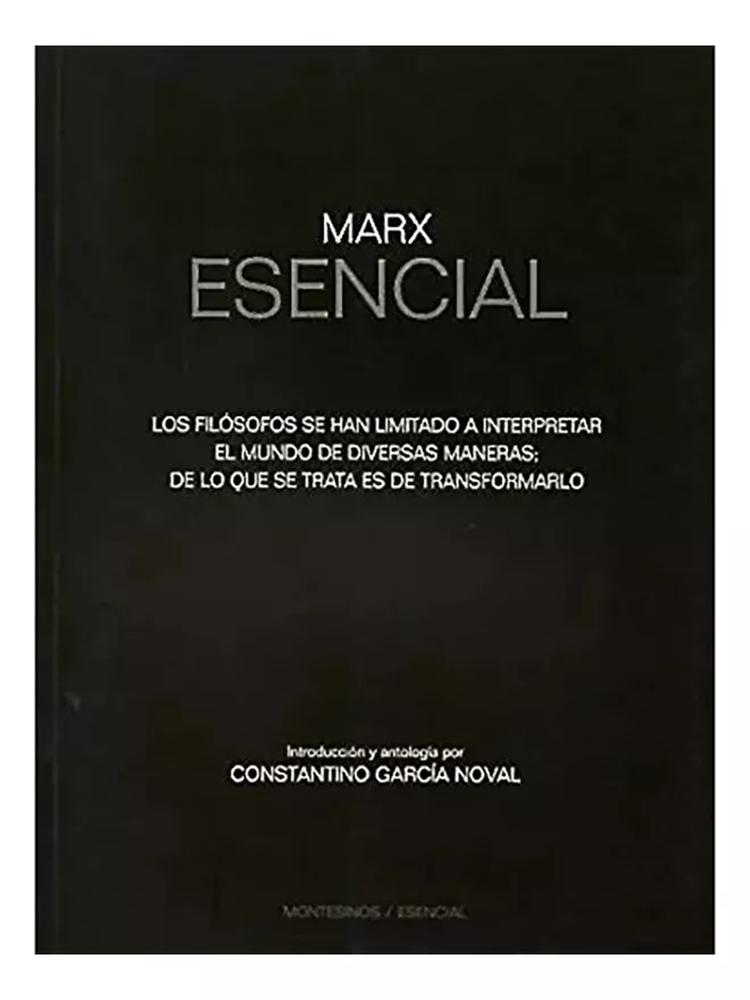 MARX
ESENCIAL
LOS FILÓSOFOS SE HAN LIMITADO A INTERPRETAR
EL MUNDO DE DIVERSAS MANERAS;
DE LO QUE SE TRATA ES DE TRANSFORMARLO
Introducción y antología por
CONSTANTINO GARCÍA NOVAL
MONTESINOS / ESENCIAL